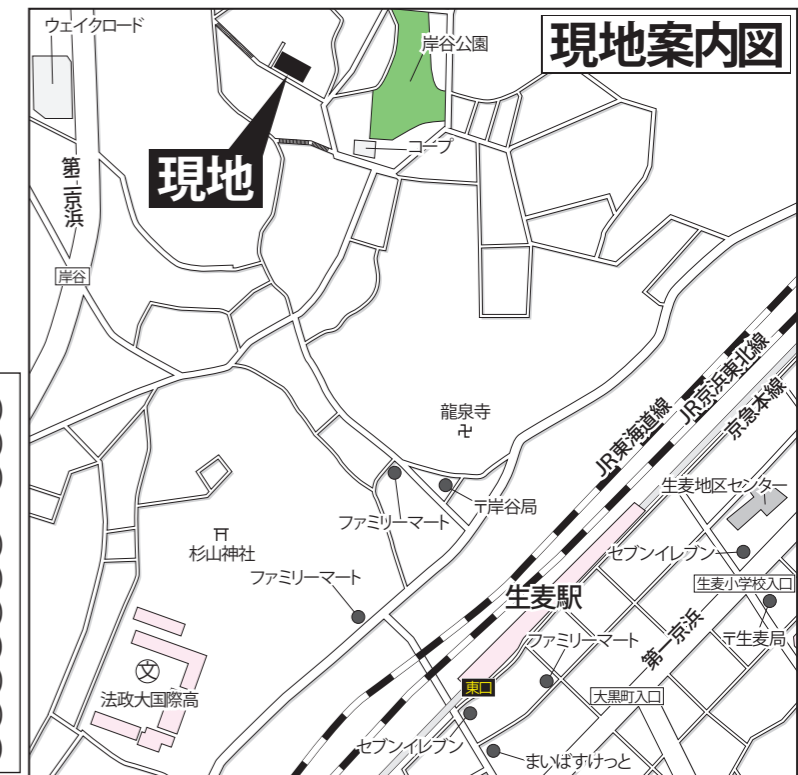 現地案内図
ウェイクロード
岸谷公園
コープ
現地
第二京浜
岸谷
龍泉寺
卍
JR東海道線
JR京浜東北線
京急本線
生麦地区センター
〒岸谷局
ファミリーマート
杉山神社
セブンイレブン
ファミリーマート
生麦小学校入口
生麦駅
第一京浜
〒生麦局
ファミリーマート
文
法政大国際高
東口
大黒町入口
セブンイレブン
まいばすけっと